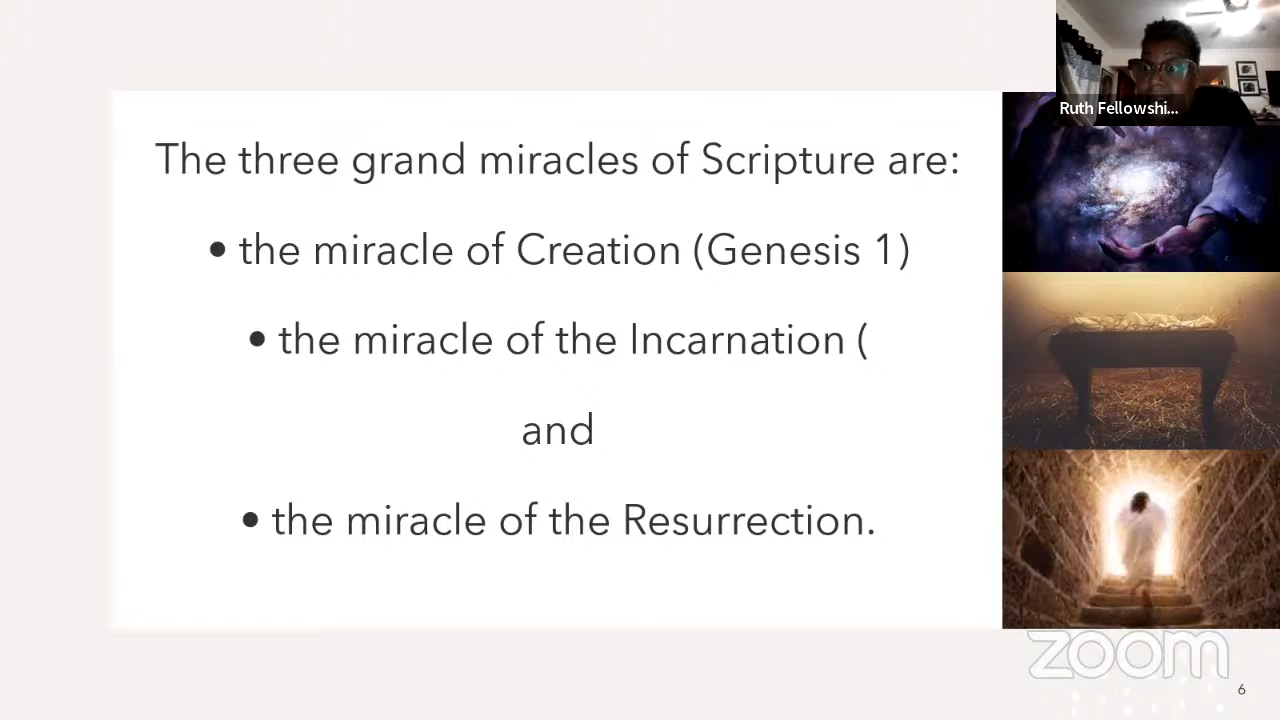 Ruth Fellowshi...
The three grand miracles of Scripture are:
• the miracle of Creation (Genesis 1)
• the miracle of the Incarnation (
and
• the miracle of the Resurrection.
zoom
6